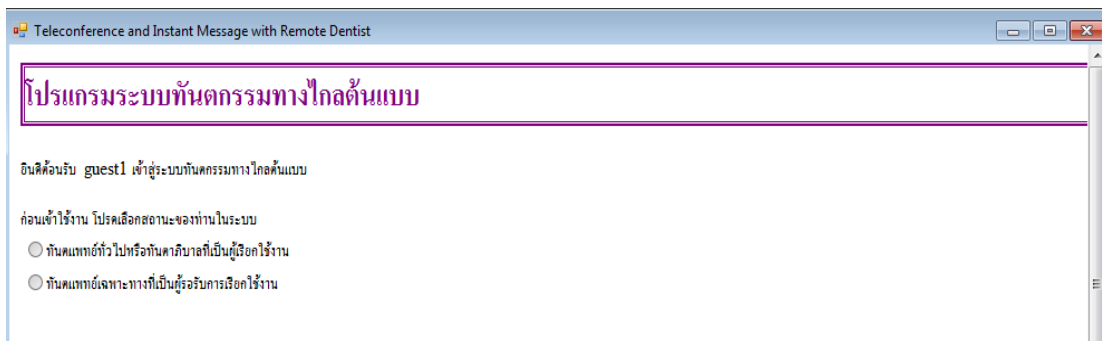 Teleconference and Instant Message with Remote Dentist
โปรแกรมระบบทันตกรรมทางไกลต้นแบบ
ยินดีต้อนรับ guest1 เข้าสู่ระบบทันตกรรมทางไกลต้นแบบ
ก่อนเข้าใช้งาน โปรดเลือกสถานะของท่านในระบบ
ทันตแพทย์ทั่วไปหรือทันตาภิบาลที่เป็นผู้เรียกใช้งาน
ทันตแพทย์เฉพาะทางที่เป็นผู้รอรับการเรียกใช้งาน